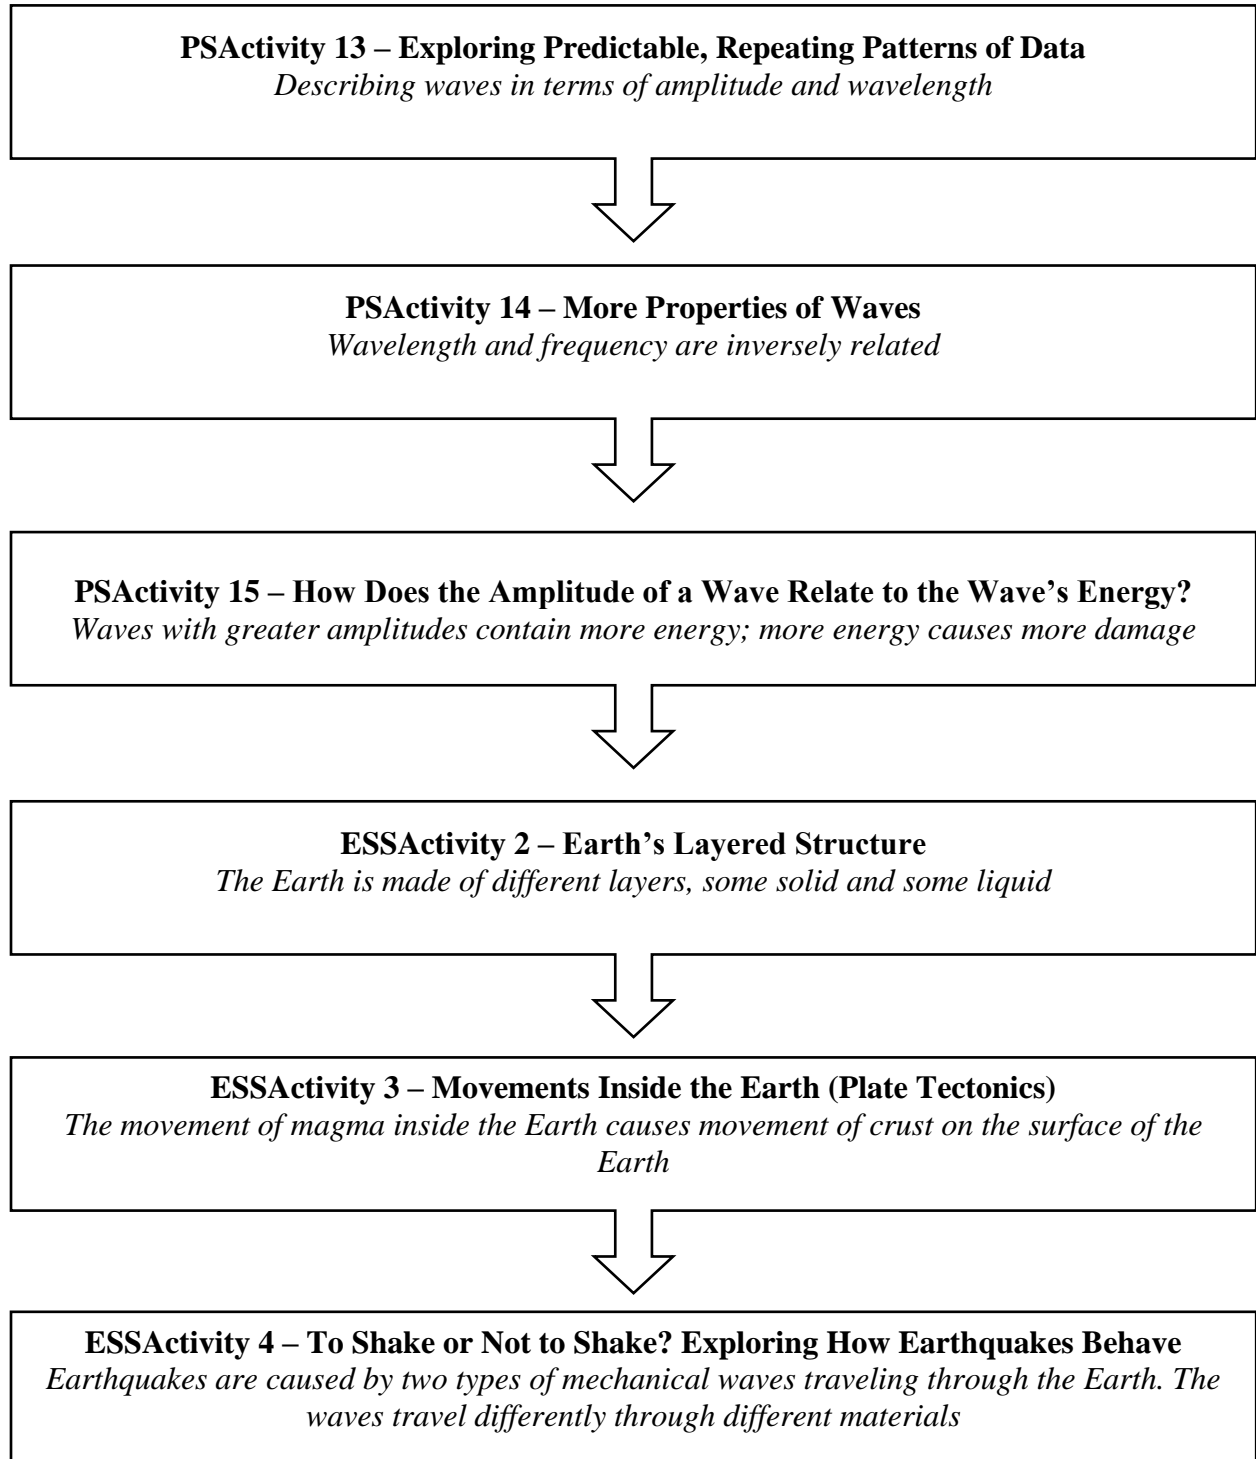 PSActivity 13 – Exploring Predictable, Repeating Patterns of Data
Describing waves in terms of amplitude and wavelength
PSActivity 14 – More Properties of Waves
Wavelength and frequency are inversely related
PSActivity 15 – How Does the Amplitude of a Wave Relate to the Wave’s Energy?
Waves with greater amplitudes contain more energy; more energy causes more damage
ESSActivity 2 – Earth’s Layered Structure
The Earth is made of different layers, some solid and some liquid
ESSActivity 3 – Movements Inside the Earth (Plate Tectonics)
The movement of magma inside the Earth causes movement of crust on the surface of the
Earth
ESSActivity 4 – To Shake or Not to Shake? Exploring How Earthquakes Behave
Earthquakes are caused by two types of mechanical waves traveling through the Earth. The
waves travel differently through different materials